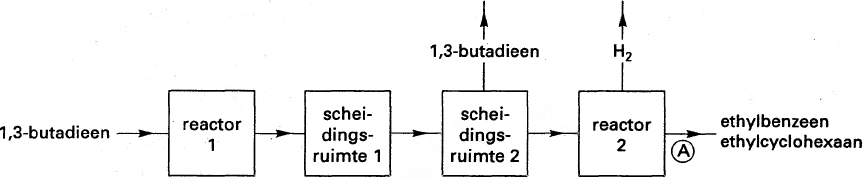 1,3-butadieen
H₂
1,3-butadieen
reactor
1
schei-
dings-
ruimte 1
schei-
dings-
ruimte 2
reactor
2
A
ethylbenzeen
ethylcyclohexaan